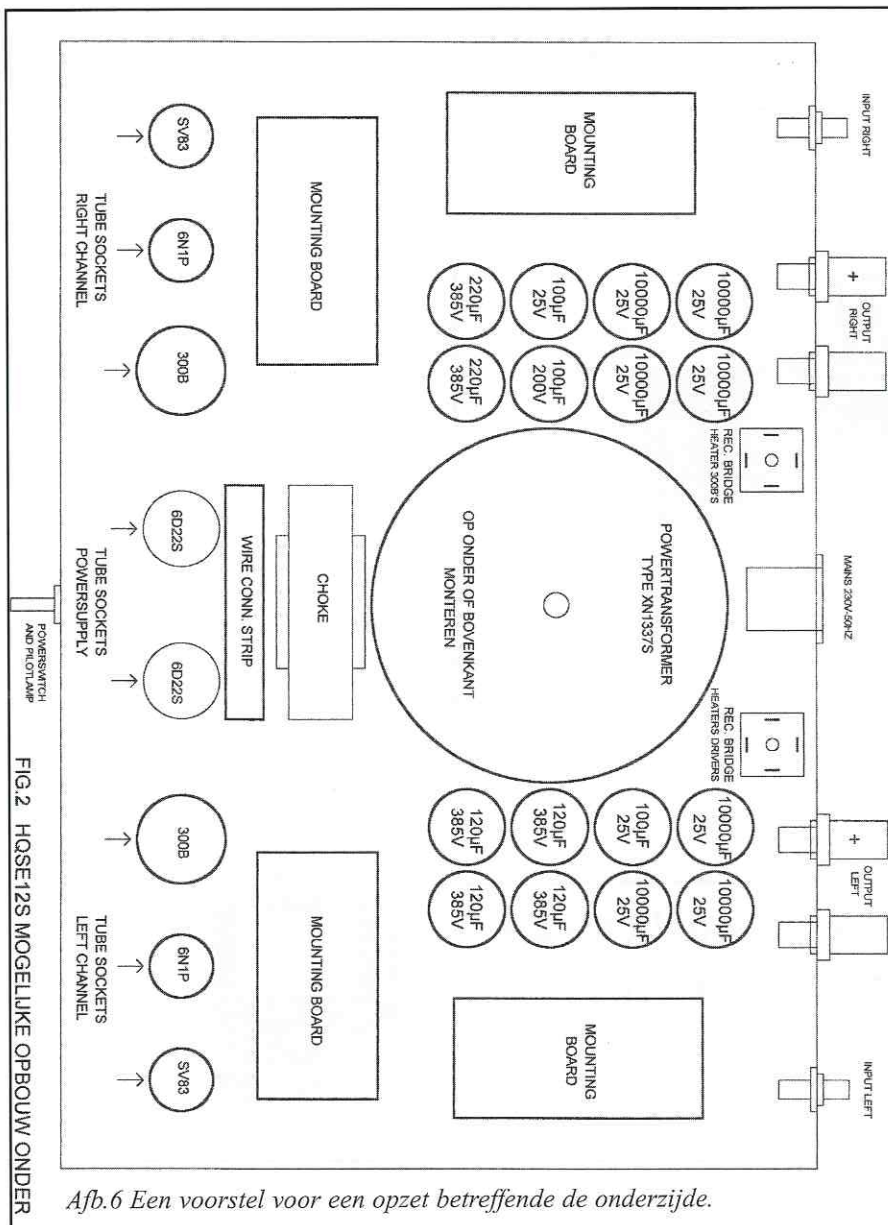 INPUT RIGHT
OUTPUT
RIGHT
+
MAINS 230V-50HZ
OUTPUT
LEFT
+
INPUT LEFT
REC. BRIDGE
HEATER 300B'S
REC. BRIDGE
HEATERS DRIVERS
MOUNTING
BOARD
10000µF
25V
10000µF
25V
10000µF
25V
10000µF
25V
100µF
25V
100µF
200V
220µF
385V
220µF
385V
POWERTRANSFORMER
TYPE XN1337S
OP ONDER OF BOVENKANT
MONTEREN
10000µF
25V
10000µF
25V
100µF
25V
10000µF
25V
120µF
385V
120µF
385V
120µF
385V
120µF
385V
MOUNTING
BOARD
MOUNTING BOARD
CHOKE
WIRE CONN. STRIP
MOUNTING BOARD
SV83
6N1P
300B
6D22S
6D22S
300B
6N1P
SV83
TUBE SOCKETS
RIGHT CHANNEL
TUBE SOCKETS
POWERSUPPLY
TUBE SOCKETS
LEFT CHANNEL
POWERSWITCH
AND PILOTLAMP
FIG.2 HQSE12S MOGELIJKE OPBOUW ONDER
Afb.6 Een voorstel voor een opzet betreffende de onderzijde.